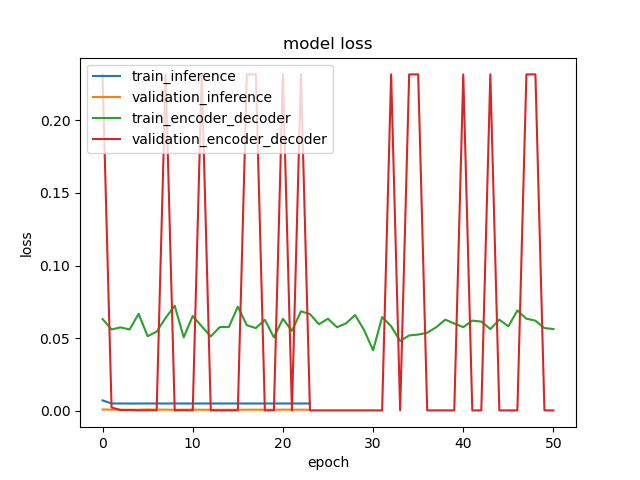 model loss
train_inference
validation_inference
train_encoder_decoder
validation_encoder_decoder
loss
0.20
0.15
0.10
0.05
0.00
0 10 20 30 40 50
epoch